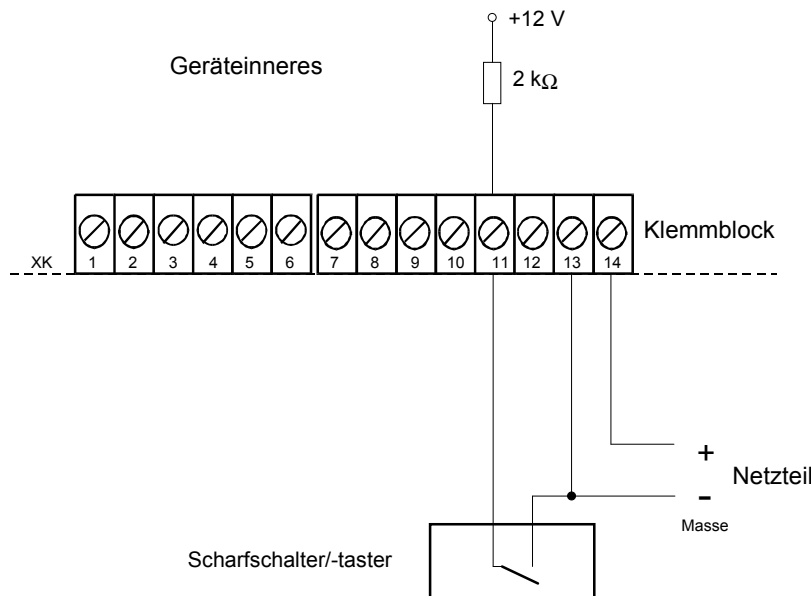 +12 V
Geräteinneres
2 kΩ
Klemmblock
XK 1 2 3 4 5 6 7 8 9 10 11 12 13 14
+
Netzteil
-
Masse
Scharfschalter/-taster